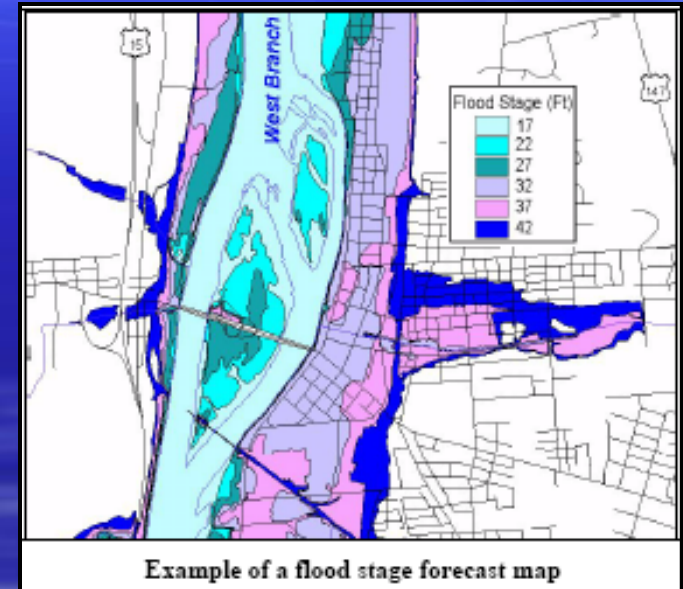 15
West Branch
147
Flood Stage (Ft)
17
22
27
32
37
42
Example of a flood stage forecast map